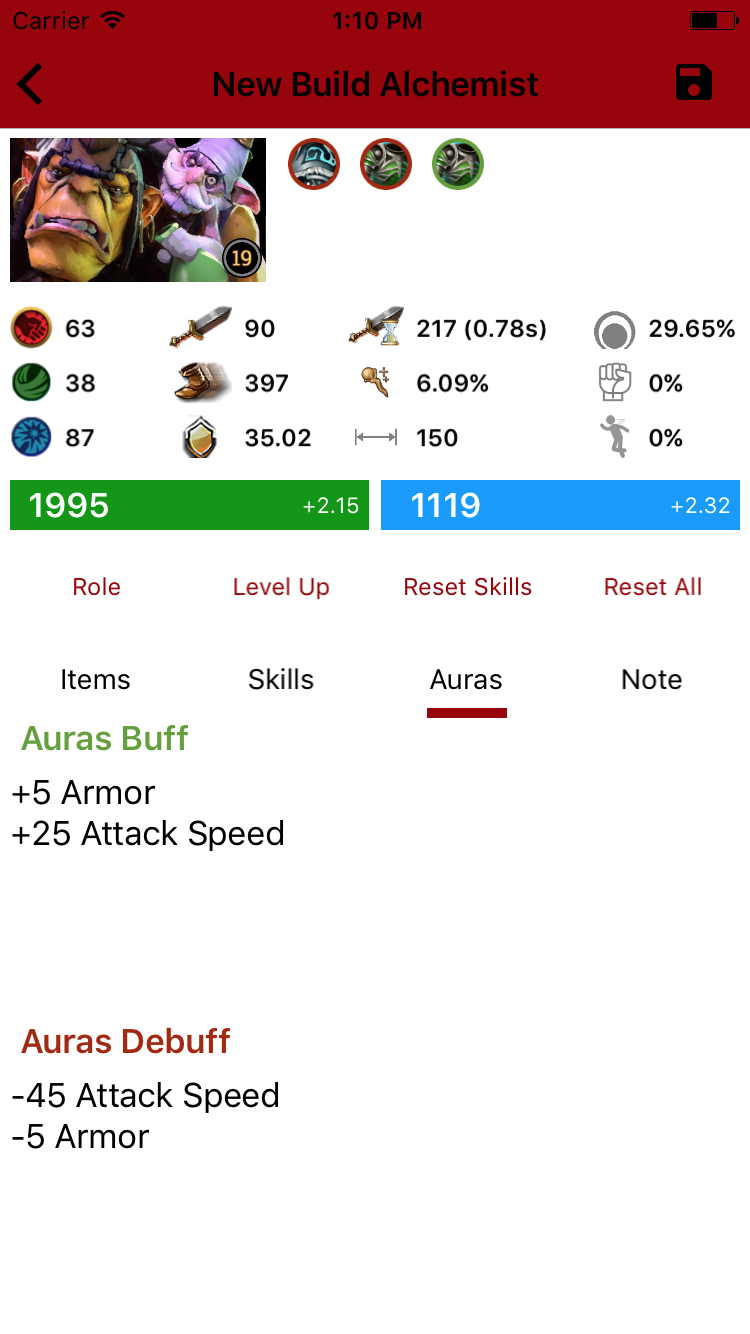 Carrier 1:10 PM
New Build Alchemist
19
63 90 217 (0.78s) 29.65%
38 397 6.09% 0%
87 35.02 150 0%
1995 +2.15 1119 +2.32
Role Level Up Reset Skills Reset All
Items Skills Auras Note
Auras Buff
+5 Armor
+25 Attack Speed
Auras Debuff
-45 Attack Speed
-5 Armor